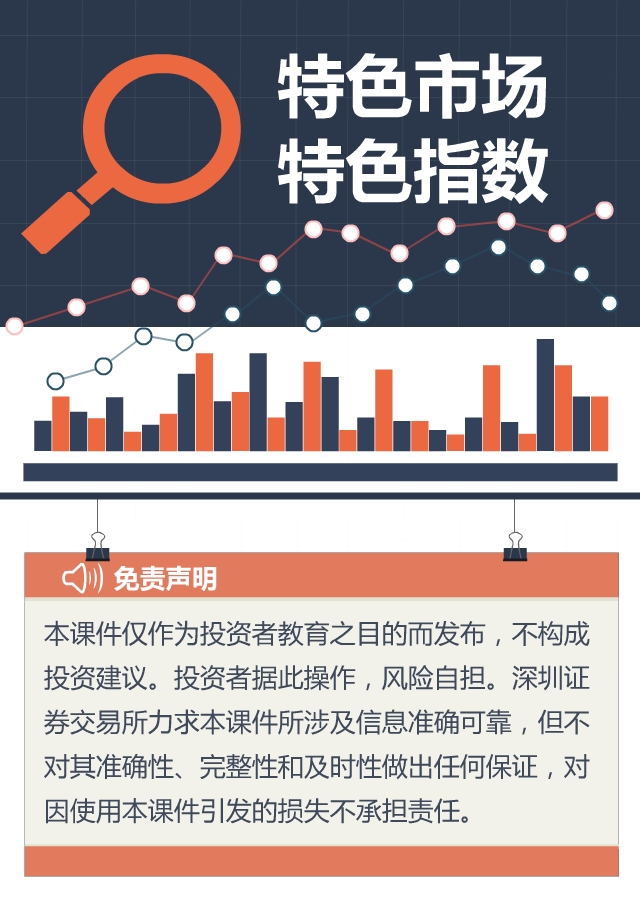 特色市场
特色指数
免责声明
本课件仅作为投资者教育之目的而发布，不构成
投资建议。投资者据此操作，风险自担。深圳证
券交易所力求本课件所涉及信息准确可靠，但不
对其准确性、完整性和及时性做出任何保证，对
因使用本课件引发的损失不承担责任。